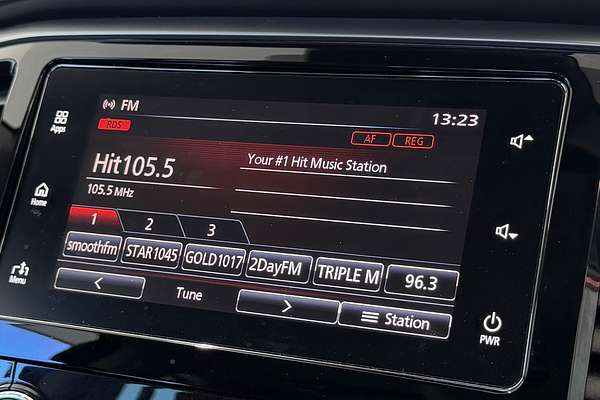 FM
13:23
Apps
RDS
AF REG
Hit105.5
Your #1 Hit Music Station
105.5 MHz
Home
1 2 3
smoothfm STAR1045 GOLD1017 2DayFM TRIPLE M 96.3
Menu
< Tune > Station
PWR